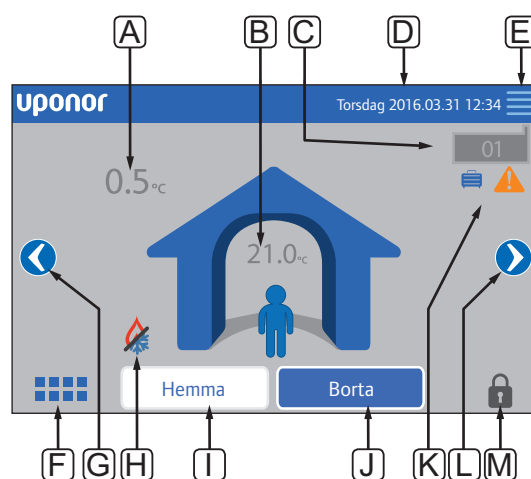 A B C D E
uponor
Torsdag 2016.03.31 12:34
01
0.5°C
21.0°C
Hemma
Borta
F G H I J K L M